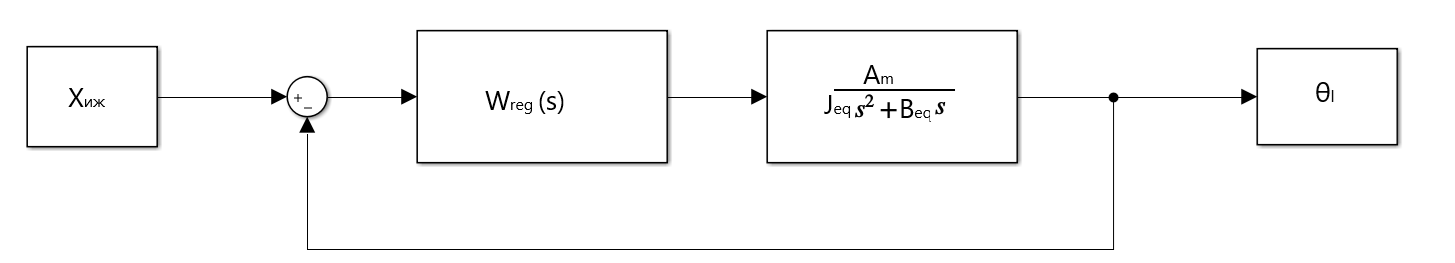 Xиж
+
−
Wreg (s)
Am
Jeq s² + Beq s
θl